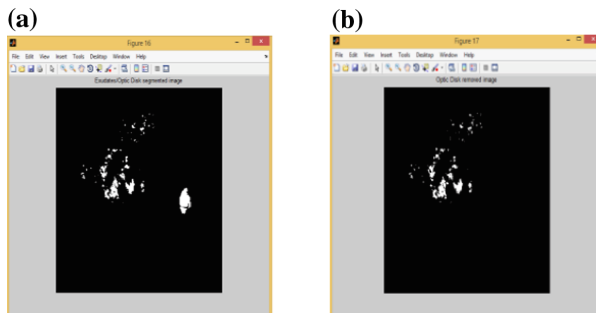 (a)
(b)
Figure 16
Figure 17
File Edit View Insert Tools Desktop Window Help
File Edit View Insert Tools Desktop Window Help
Exudates/Optic Disk segmented image
Optic Disk removed image